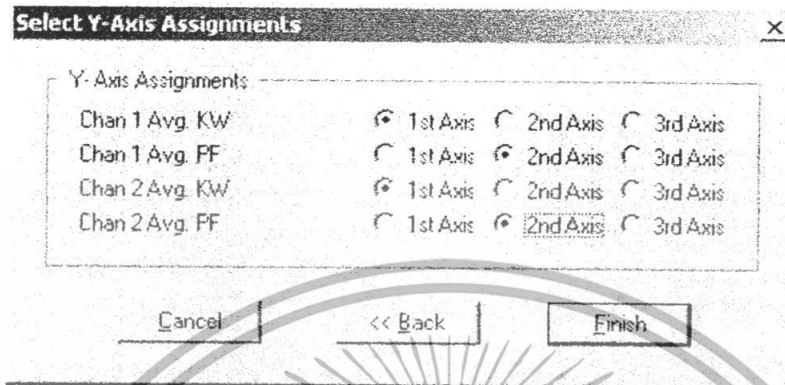 Select Y-Axis Assignments
Y-Axis Assignments
Chan 1 Avg. KW 1st Axis 2nd Axis 3rd Axis
Chan 1 Avg. PF 1st Axis 2nd Axis 3rd Axis
Chan 2 Avg. KW 1st Axis 2nd Axis 3rd Axis
Chan 2 Avg. PF 1st Axis 2nd Axis 3rd Axis
Cancel << Back Finish